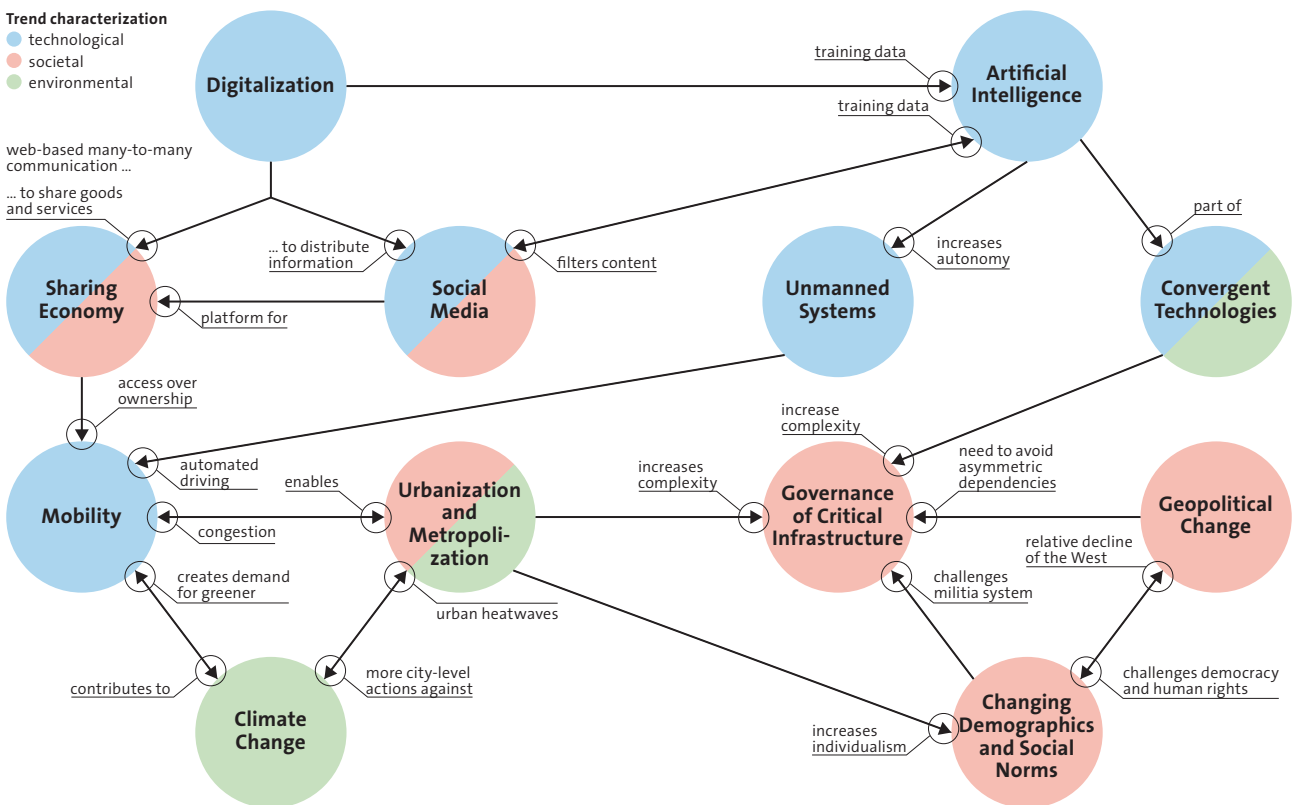 Trend characterization
technological
societal
environmental
Digitalization
training data
Artificial
Intelligence
training data
web-based many-to-many
communication ...
... to share goods
and services
... to distribute
information
filters content
increases
autonomy
part of
Sharing
Economy
platform for
Social
Media
Unmanned
Systems
Convergent
Technologies
access over
ownership
automated
driving
Mobility
congestion
enables
Urbanization
and
Metropoli-
zation
increases
complexity
increase
complexity
Governance
of Critical
Infrastructure
need to avoid
asymmetric
dependencies
Geopolitical
Change
relative decline
of the West
creates demand
for greener
urban heatwaves
challenges
militia system
contributes to
Climate
Change
more city-level
actions against
increases
individualism
Changing
Demographics
and Social
Norms
challenges democracy
and human rights